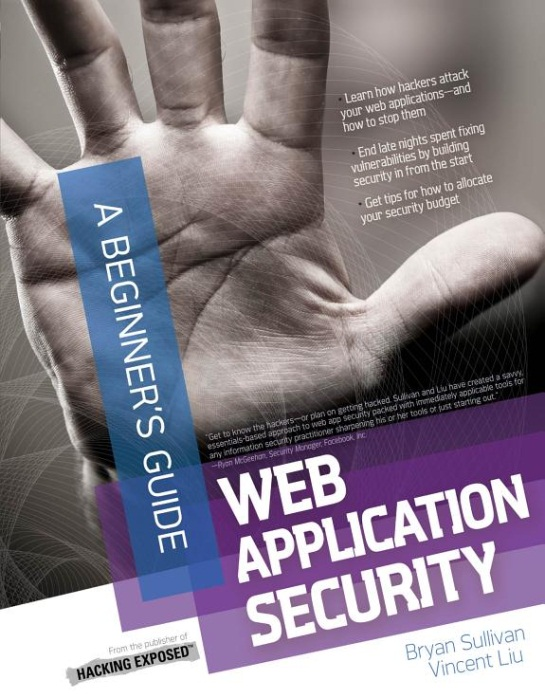 • Learn how hackers attack
your web applications—and
how to stop them
• End late nights spent fixing
vulnerabilities by building
security in from the start
• Get tips for how to allocate
your security budget
A BEGINNER'S GUIDE
"Get to know the hackers—or plan on getting hacked. Sullivan and Liu have created a savvy,
essentials-based approach to web app security packed with immediately applicable tools for
any information security practitioner sharpening his or her tools or just starting out."
—Ryan McGeehan, Security Manager, Facebook, Inc.
WEB
APPLICATION
SECURITY
From the publisher of
HACKING EXPOSED™
Bryan Sullivan
Vincent Liu